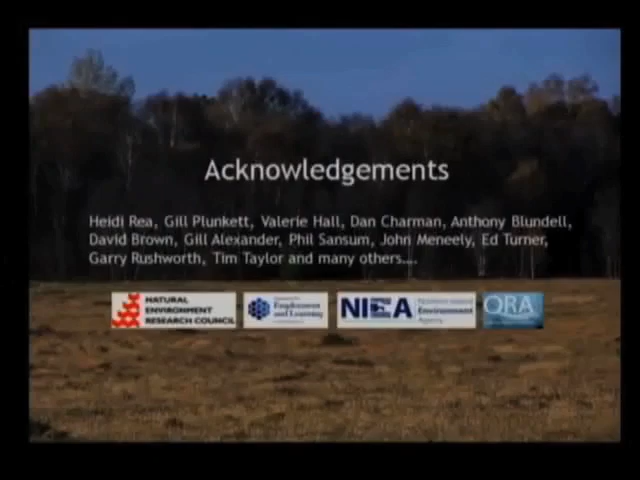 Acknowledgements
Heidi Rea, Gill Plunkett, Valerie Hall, Dan Charman, Anthony Blundell,
David Brown, Gill Alexander, Phil Sansum, John Meneely, Ed Turner,
Garry Rushworth, Tim Taylor and many others....
NATURAL
ENVIRONMENT
RESEARCH COUNCIL
Employment
and Learning
NIEA
Environment
Agency
QRA